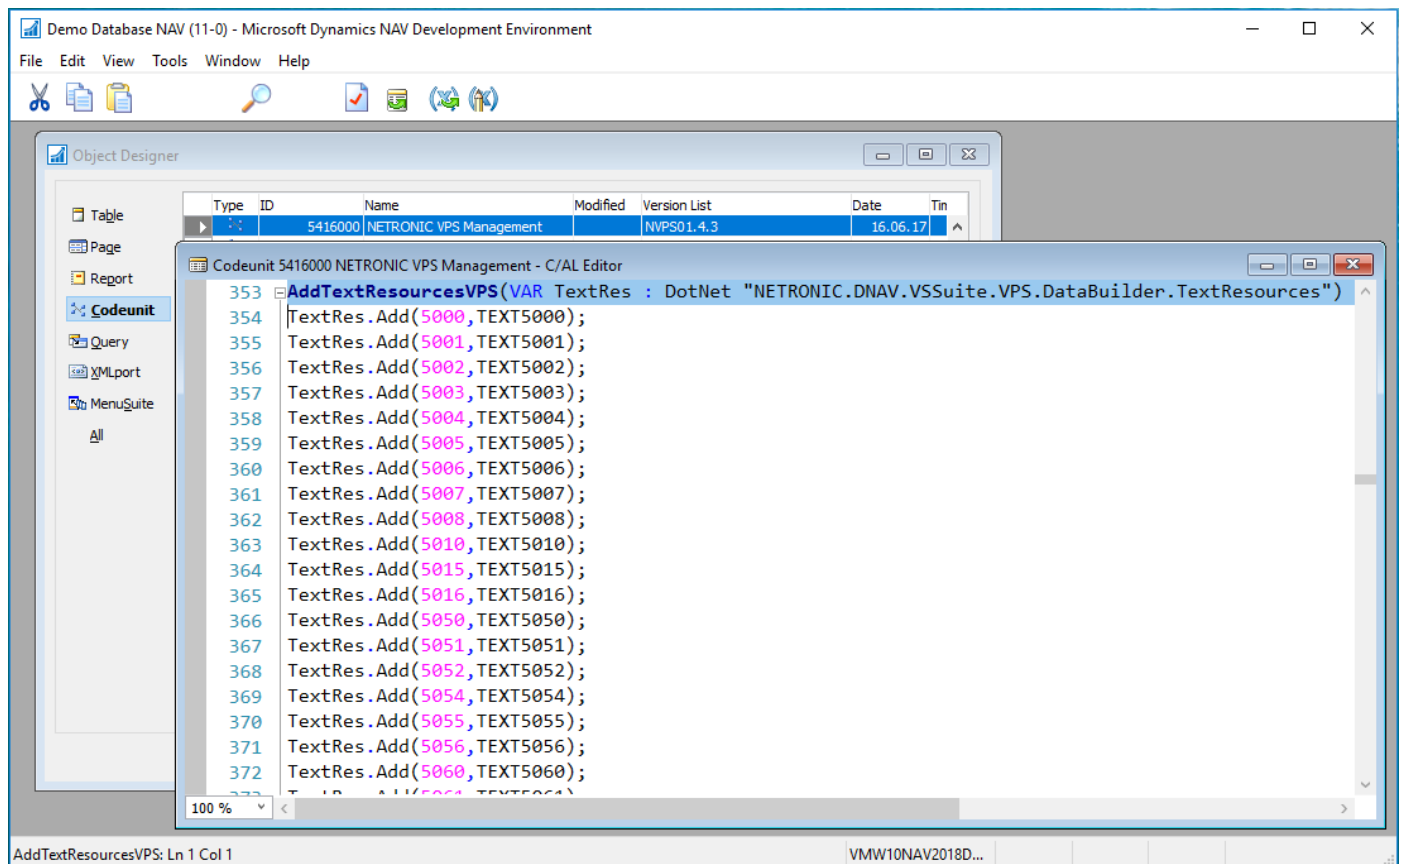 Demo Database NAV (11-0) - Microsoft Dynamics NAV Development Environment
File Edit View Tools Window Help
Object Designer
Type ID Name Modified Version List Date Tim
5416000 NETRONIC VPS Management NVPS01.4.3 16.06.17
Table
Page
Report
Codeunit
Query
XMLport
MenuSuite
All
Codeunit 5416000 NETRONIC VPS Management - C/AL Editor
353 AddTextResourcesVPS(VAR TextRes : DotNet "NETRONIC.DNAV.VSSuite.VPS.DataBuilder.TextResources")
354 TextRes.Add(5000,TEXT5000);
355 TextRes.Add(5001,TEXT5001);
356 TextRes.Add(5002,TEXT5002);
357 TextRes.Add(5003,TEXT5003);
358 TextRes.Add(5004,TEXT5004);
359 TextRes.Add(5005,TEXT5005);
360 TextRes.Add(5006,TEXT5006);
361 TextRes.Add(5007,TEXT5007);
362 TextRes.Add(5008,TEXT5008);
363 TextRes.Add(5010,TEXT5010);
364 TextRes.Add(5015,TEXT5015);
365 TextRes.Add(5016,TEXT5016);
366 TextRes.Add(5050,TEXT5050);
367 TextRes.Add(5051,TEXT5051);
368 TextRes.Add(5052,TEXT5052);
369 TextRes.Add(5054,TEXT5054);
370 TextRes.Add(5055,TEXT5055);
371 TextRes.Add(5056,TEXT5056);
372 TextRes.Add(5060,TEXT5060);
100 %
AddTextResourcesVPS: Ln 1 Col 1 VMW10NAV2018D...